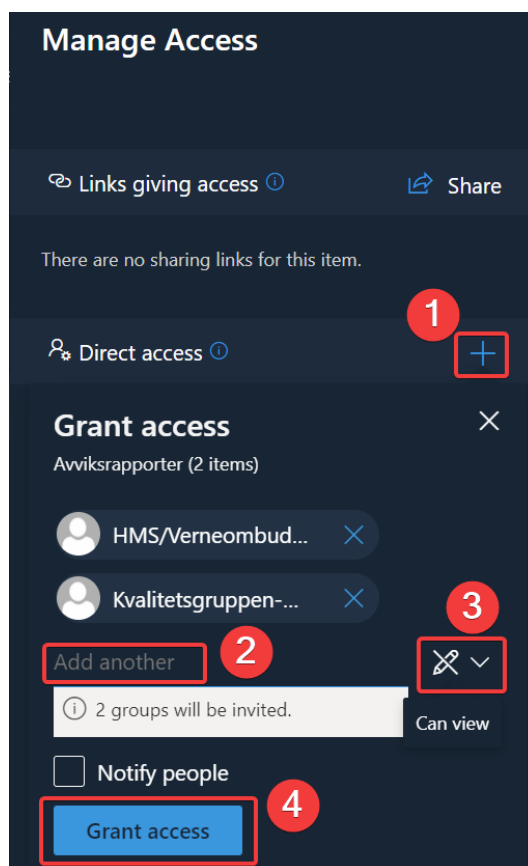 Manage Access
Links giving access
Share
There are no sharing links for this item.
1
Direct access
Grant access
Avviksrapporter (2 items)
HMS/Verneombud...
Kvalitetsgruppen-...
3
Add another
2
2 groups will be invited.
Can view
Notify people
4
Grant access